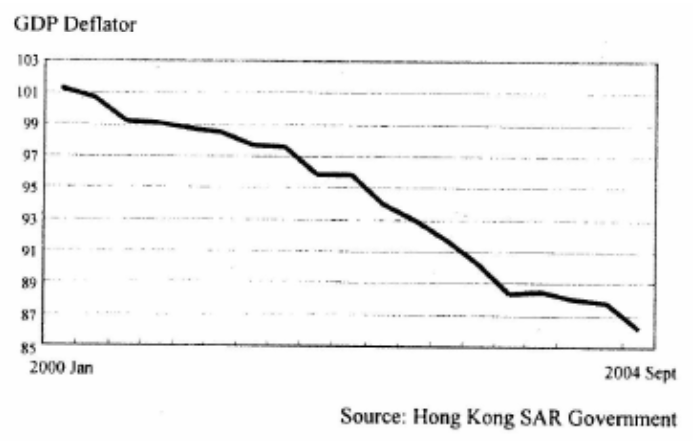 GDP Deflator
103
101
99
97
95
93
91
89
87
85
2000 Jan
2004 Sept
Source: Hong Kong SAR Government